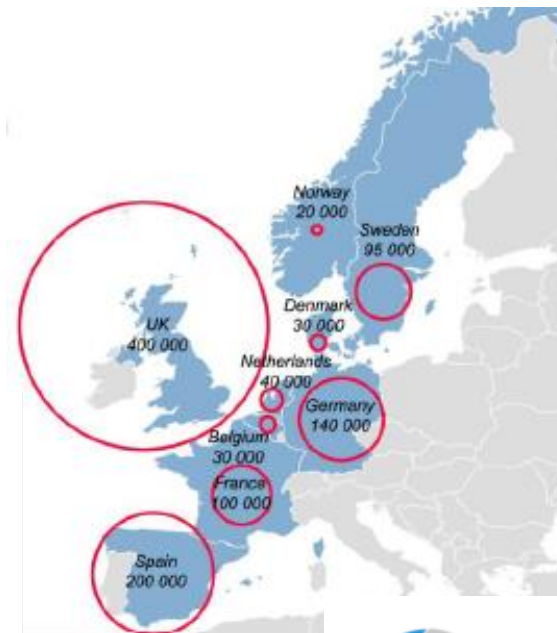 Norway
20 000
Sweden
95 000
UK
400 000
Denmark
30 000
Netherlands
40 000
Germany
140 000
Belgium
30 000
France
100 000
Spain
200 000